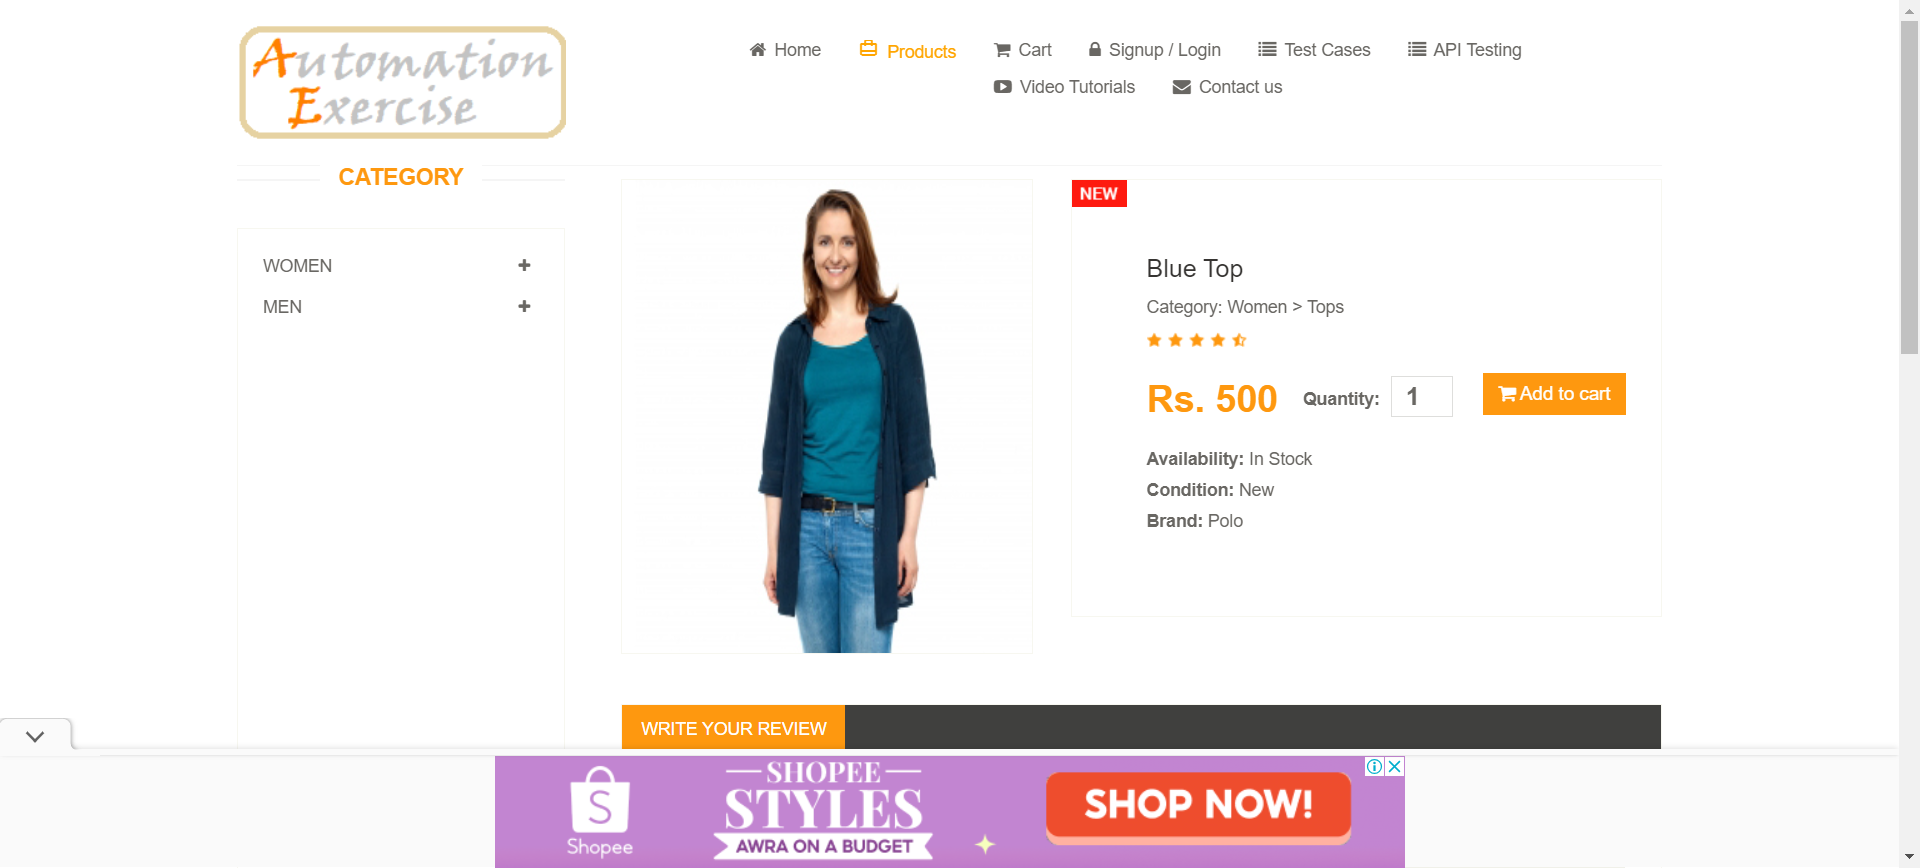 Automation
Exercise
Home
Products
Cart
Signup / Login
Test Cases
API Testing
Video Tutorials
Contact us
CATEGORY
WOMEN
MEN
NEW
Blue Top
Category: Women > Tops
Rs. 500
Quantity: 1
Add to cart
Availability: In Stock
Condition: New
Brand: Polo
WRITE YOUR REVIEW
S
Shopee
SHOPEE
STYLES
AWRA ON A BUDGET
SHOP NOW!